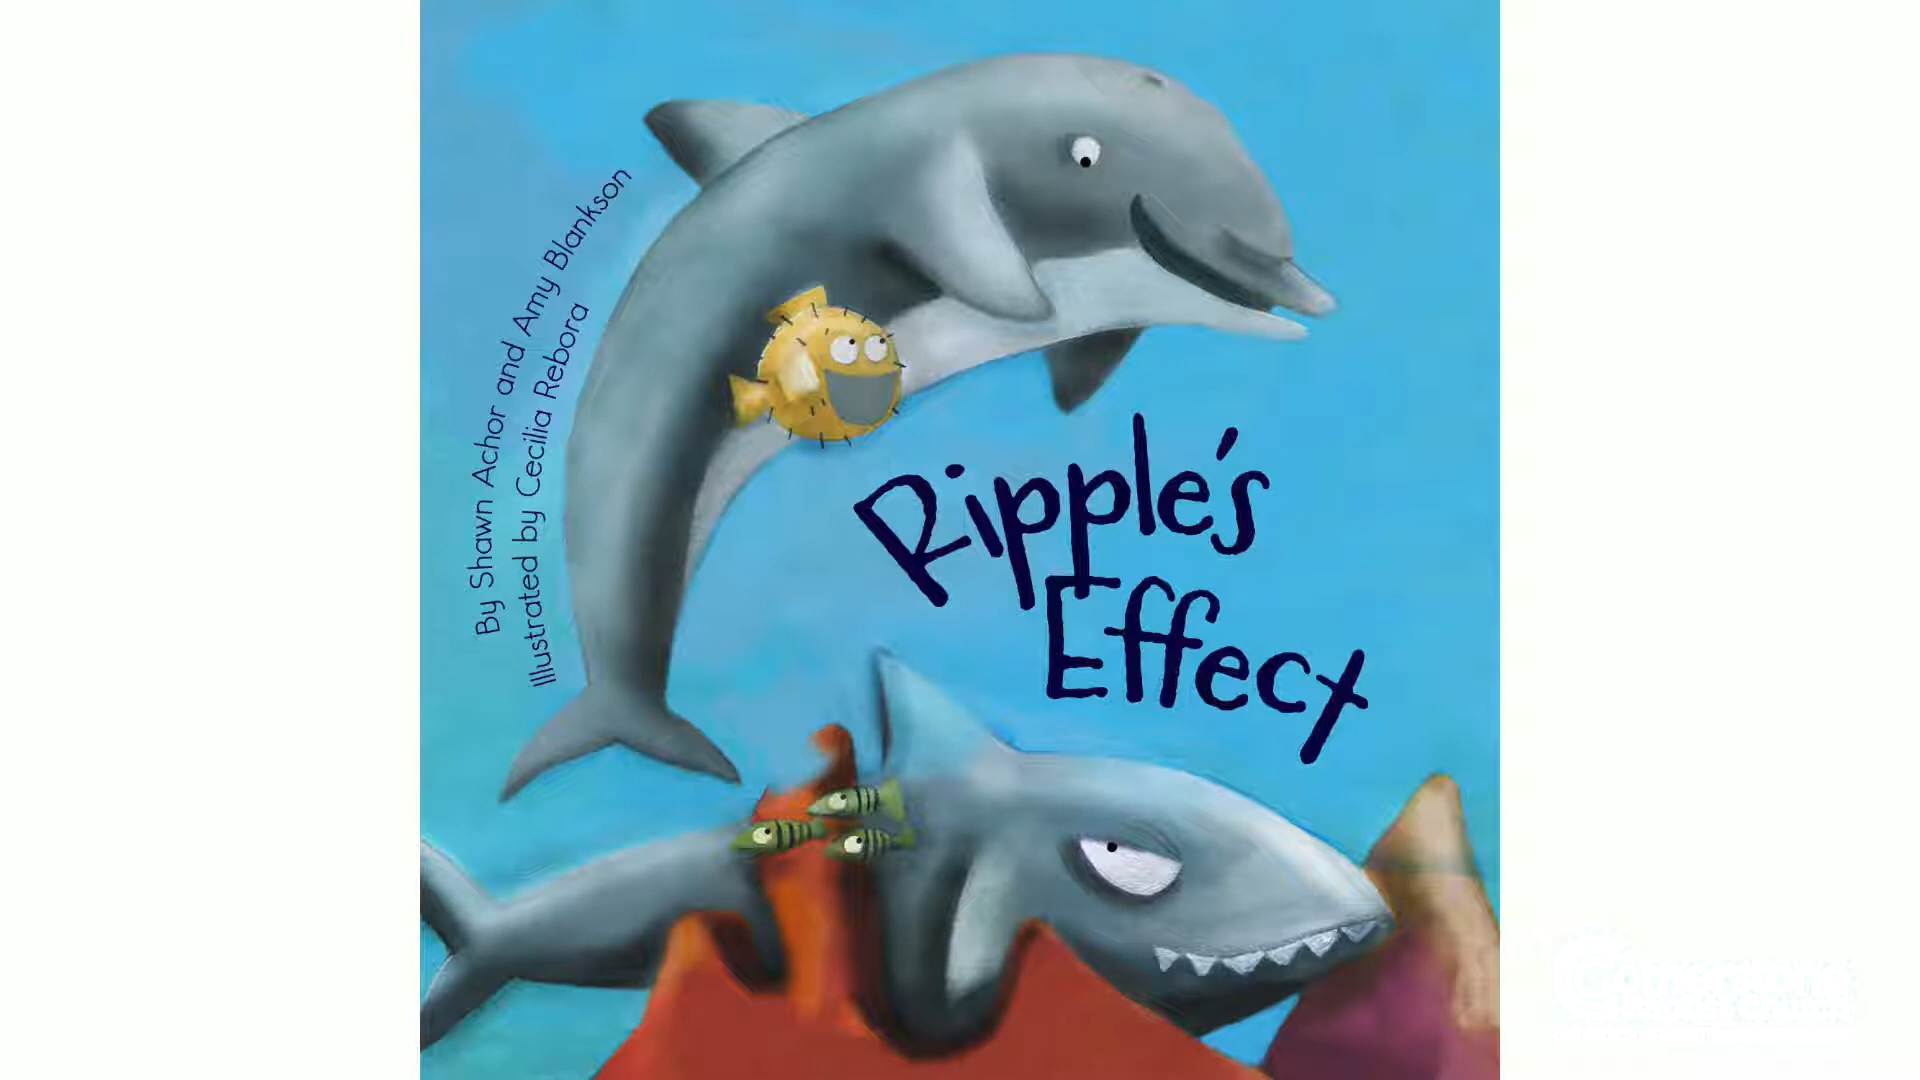 By Shawn Achor and Amy Blankson
Illustrated by Cecilia Rebora
Ripple's
Effect